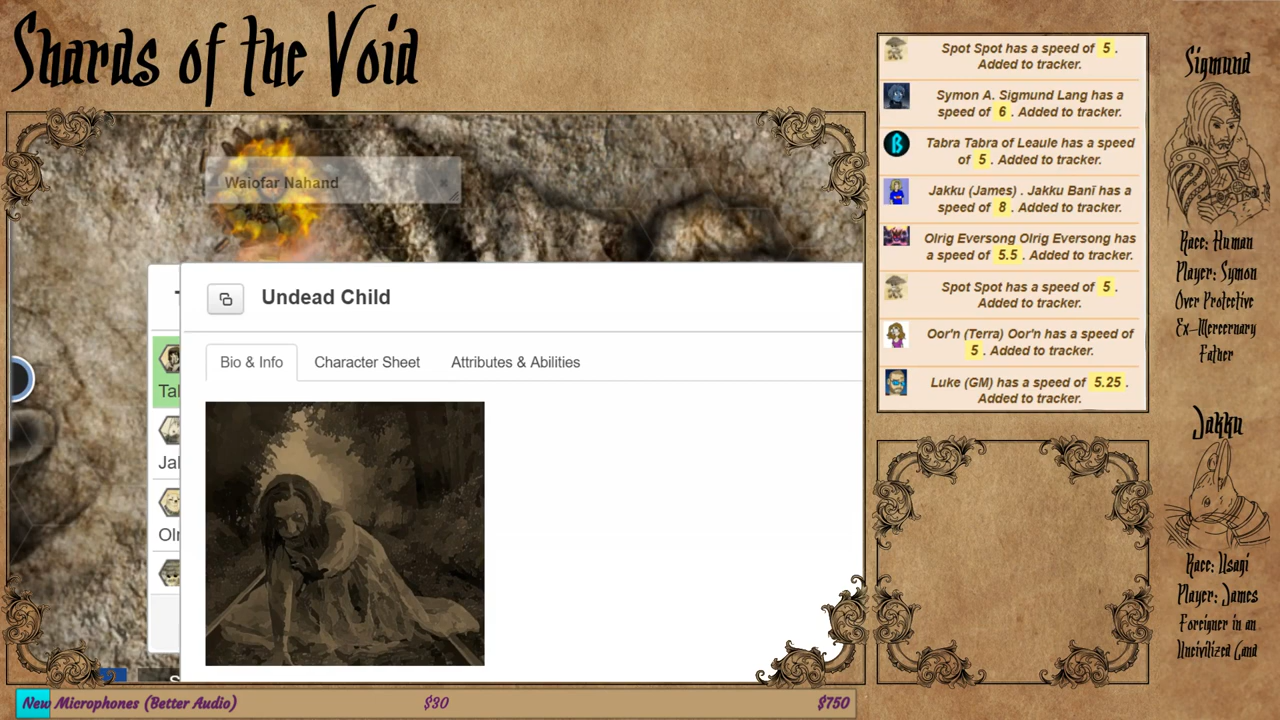 Shards of the Void
Waiofar Nahand
Undead Child
Bio & Info
Character Sheet
Attributes & Abilities
Tal
Jal
Olr
Spot Spot has a speed of 5 .
Added to tracker.
Symon A. Sigmund Lang has a
speed of 6 . Added to tracker.
Tabra Tabra of Leaule has a speed
of 5 . Added to tracker.
Jakku (James) . Jakku Bani has a
speed of 8 . Added to tracker.
Olrig Eversong Olrig Eversong has
a speed of 5.5 . Added to tracker.
Spot Spot has a speed of 5 .
Added to tracker.
Oor'n (Terra) Oor'n has a speed of
5 . Added to tracker.
Luke (GM) has a speed of 5.25 .
Added to tracker.
Sigmund
Race: Human
Player: Symon
Over Protective
Ex-Mercernary
Father
Jakku
Race: Usagi
Player: James
Foreigner in an
Uncivilized Land
New Microphones (Better Audio)
$30
$750